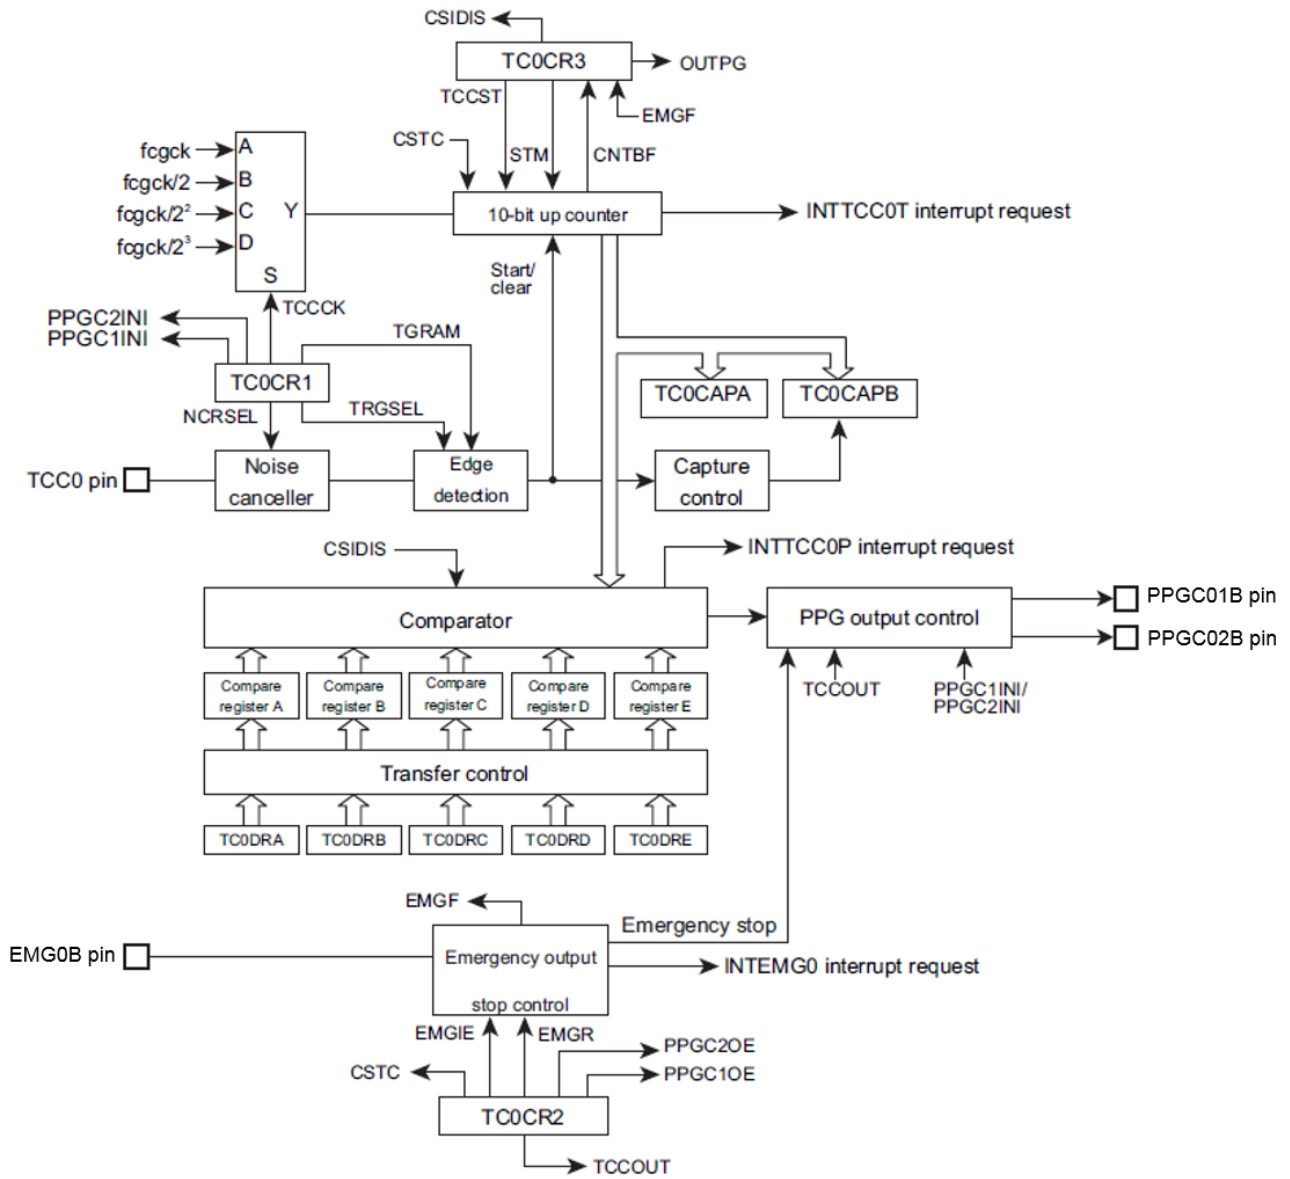 CSIDIS
TC0CR3
OUTPG
TCCST
EMGF
CSTC
STM
CNTBF
fcgck
A
fcgck/2
B
fcgck/2²
C
Y
fcgck/2³
D
S
10-bit up counter
INTTCC0T interrupt request
Start/
clear
TCCCK
PPGC2INI
PPGC1INI
TGRAM
TC0CR1
TC0CAPA
TC0CAPB
NCRSEL
TRGSEL
TCC0 pin
Noise
canceller
Edge
detection
Capture
control
CSIDIS
INTTCC0P interrupt request
Comparator
PPG output control
PPGC01B pin
PPGC02B pin
Compare
register A
Compare
register B
Compare
register C
Compare
register D
Compare
register E
TCCOUT
PPGC1INI/
PPGC2INI
Transfer control
TC0DRA
TC0DRB
TC0DRC
TC0DRD
TC0DRE
EMGF
Emergency stop
EMG0B pin
Emergency output
stop control
INTEMG0 interrupt request
EMGIE
EMGR
PPGC2OE
CSTC
PPGC1OE
TC0CR2
TCCOUT